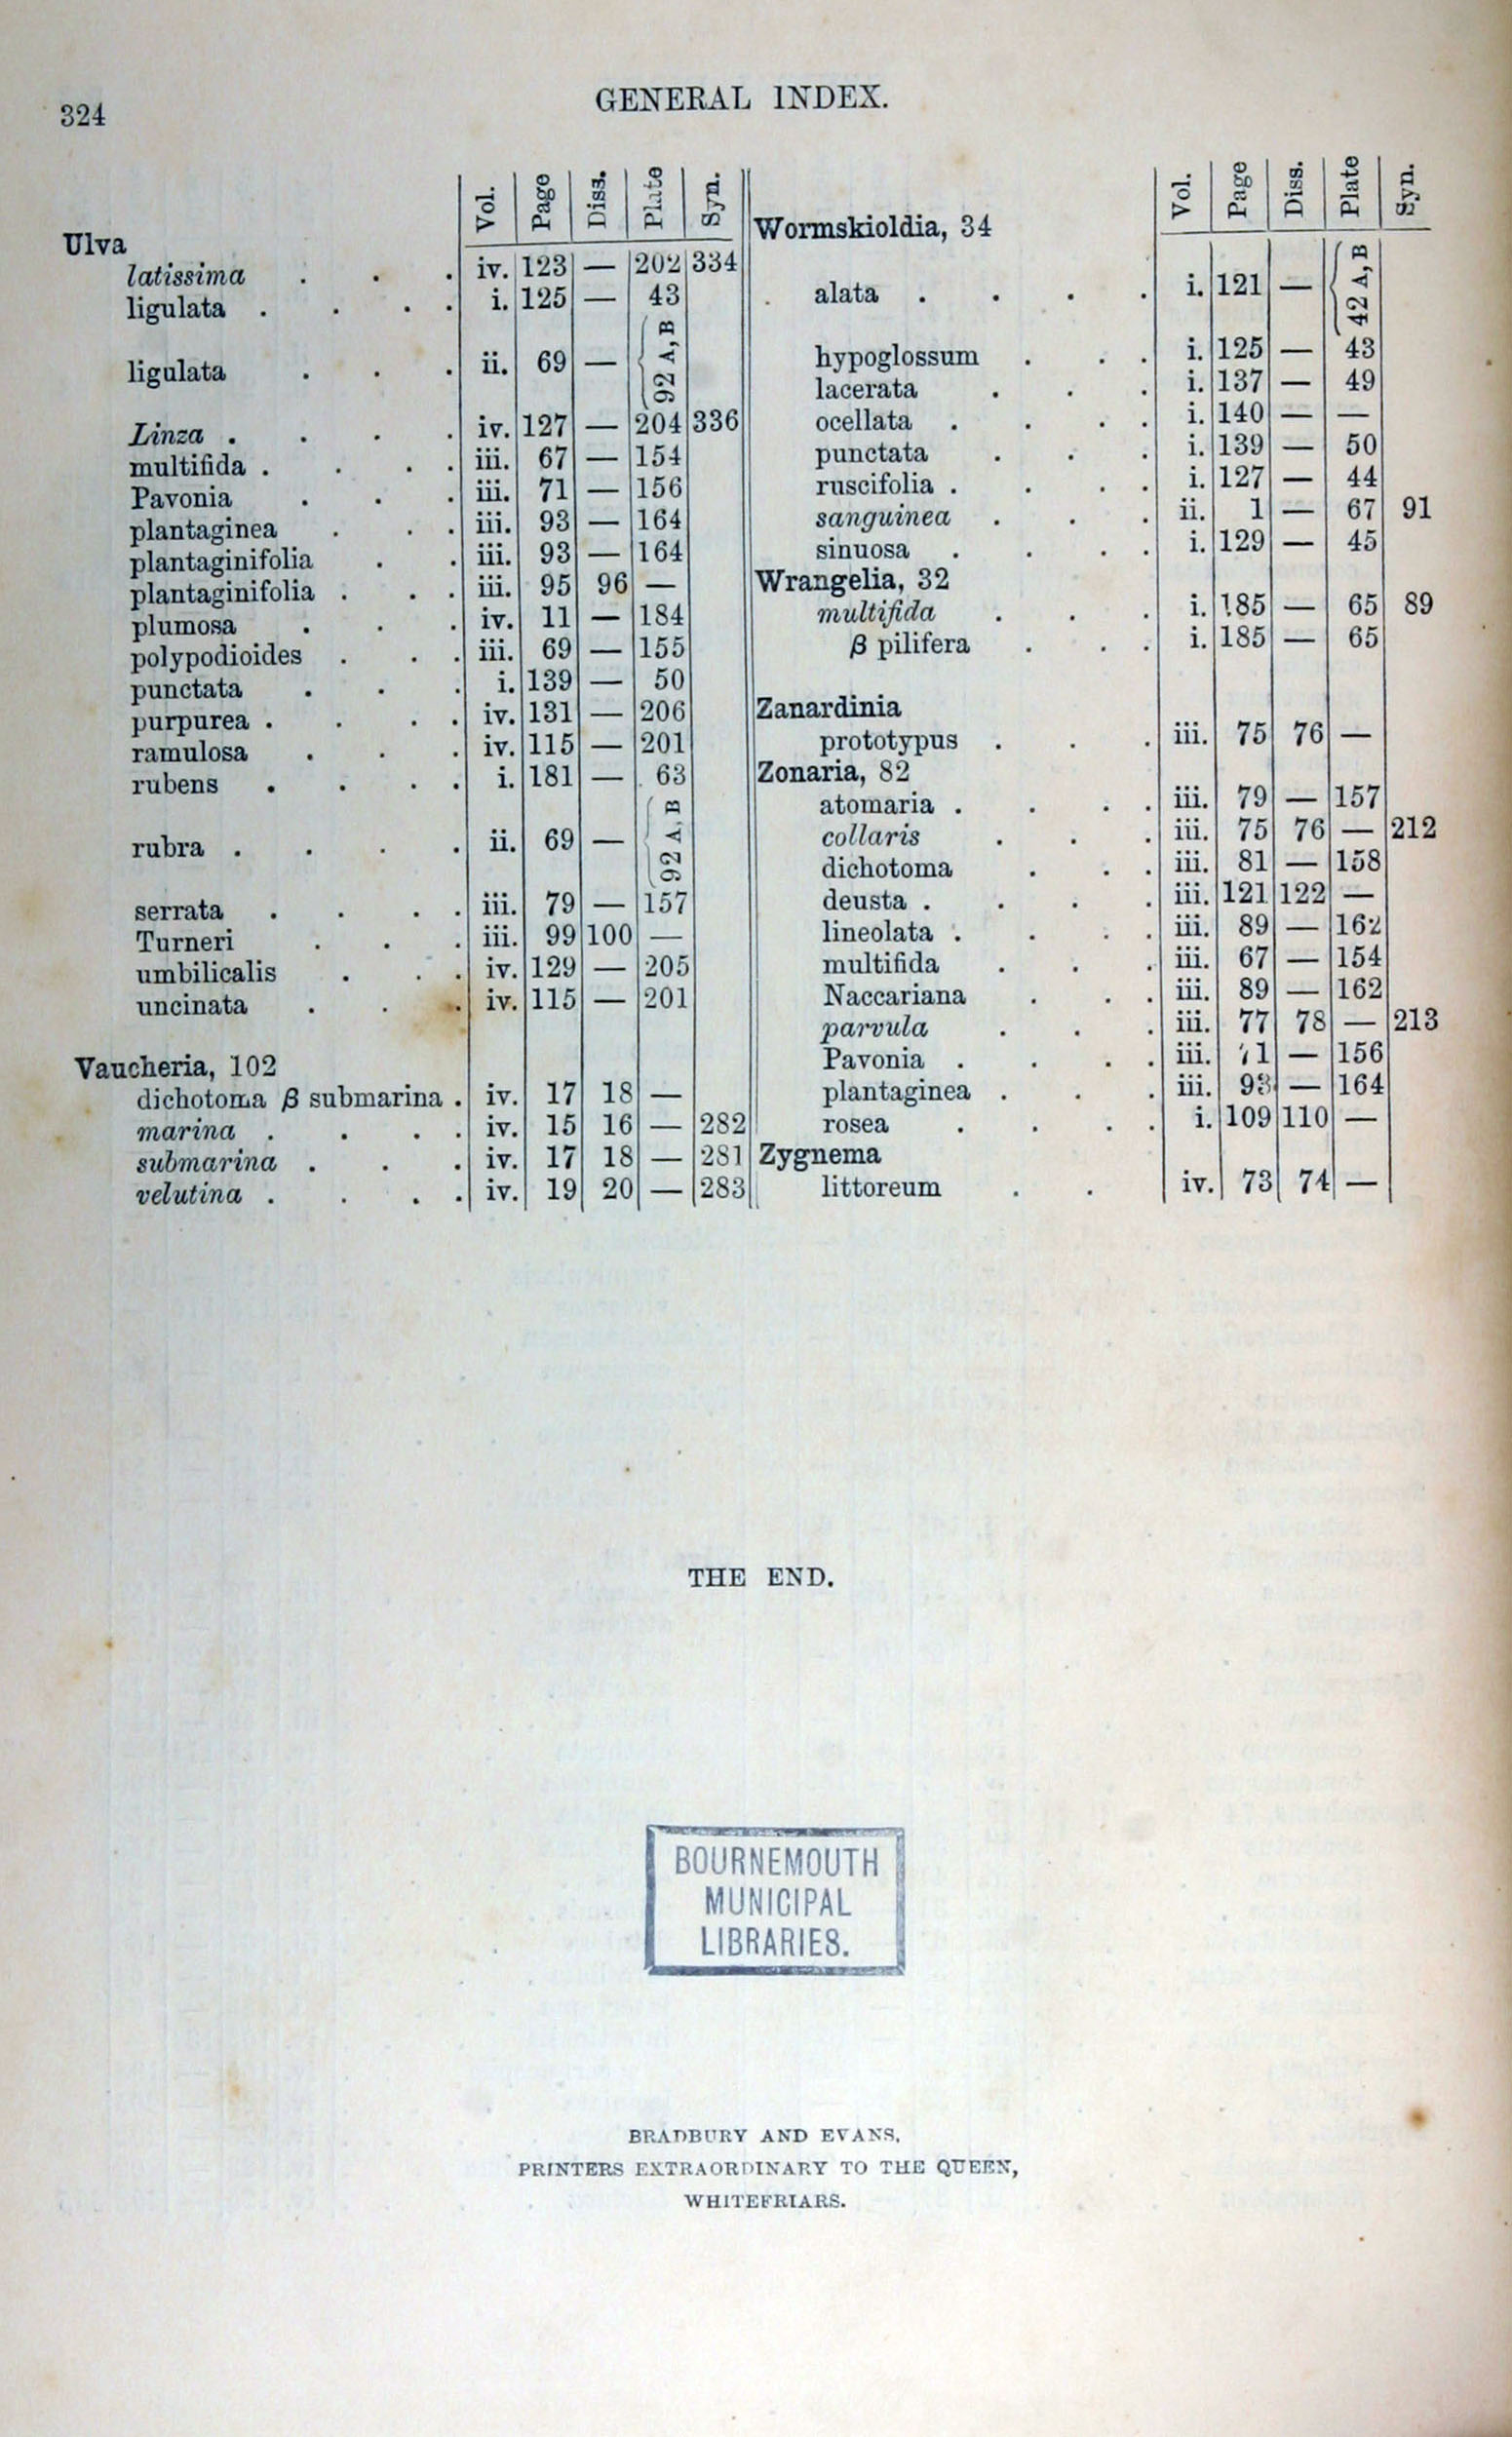 324
GENERAL INDEX.
Vol. Page Diss. Plate Syn.
Ulva
latissima . . . iv. 123 — 202 334
ligulata . . . . i. 125 — 43
ligulata . . . ii. 69 — 92 A, B
Linza . . . . iv. 127 — 204 336
multifida . . . . iii. 67 — 154
Pavonia . . . iii. 71 — 156
plantaginea . . . iii. 93 — 164
plantaginifolia . . iii. 93 — 164
plantaginifolia . . . iii. 95 96 —
plumosa . . . iv. 11 — 184
polypodioides . . . iii. 69 — 155
punctata . . . i. 139 — 50
purpurea . . . . iv. 131 — 206
ramulosa . . . iv. 115 — 201
rubens . . . . i. 181 — 63
rubra . . . . ii. 69 — 92 A, B
serrata . . . . iii. 79 — 157
Turneri . . . iii. 99 100 —
umbilicalis . . . iv. 129 — 205
uncinata . . . iv. 115 — 201
Vaucheria, 102
dichotoma β submarina . iv. 17 18 —
marina . . . . iv. 15 16 — 282
submarina . . . iv. 17 18 — 281
velutina . . . . iv. 19 20 — 283
Vol. Page Diss. Plate Syn.
Wormskioldia, 34
alata . . . . i. 121 — 42 A, B
hypoglossum . . . i. 125 — 43
lacerata . . . i. 137 — 49
ocellata . . . . i. 140 — —
punctata . . . i. 139 — 50
ruscifolia . . . . i. 127 — 44
sanguinea . . . ii. 1 — 67 91
sinuosa . . . . i. 129 — 45
Wrangelia, 32
multifida . . . i. 185 — 65 89
β pilifera . . . i. 185 — 65
Zanardinia
prototypus . . . iii. 75 76 —
Zonaria, 82
atomaria . . . . iii. 79 — 157
collaris . . . iii. 75 76 — 212
dichotoma . . . iii. 81 — 158
deusta . . . . iii. 121 122 —
lineolata . . . . iii. 89 — 162
multifida . . . iii. 67 — 154
Naccariana . . . iii. 89 — 162
parvula . . . iii. 77 78 — 213
Pavonia . . . . iii. 71 — 156
plantaginea . . . iii. 93 — 164
rosea . . . . i. 109 110 —
Zygnema
littoreum . . iv. 73 74 —
THE END.
BOURNEMOUTH
MUNICIPAL
LIBRARIES.
BRADBURY AND EVANS,
PRINTERS EXTRAORDINARY TO THE QUEEN,
WHITEFRIARS.